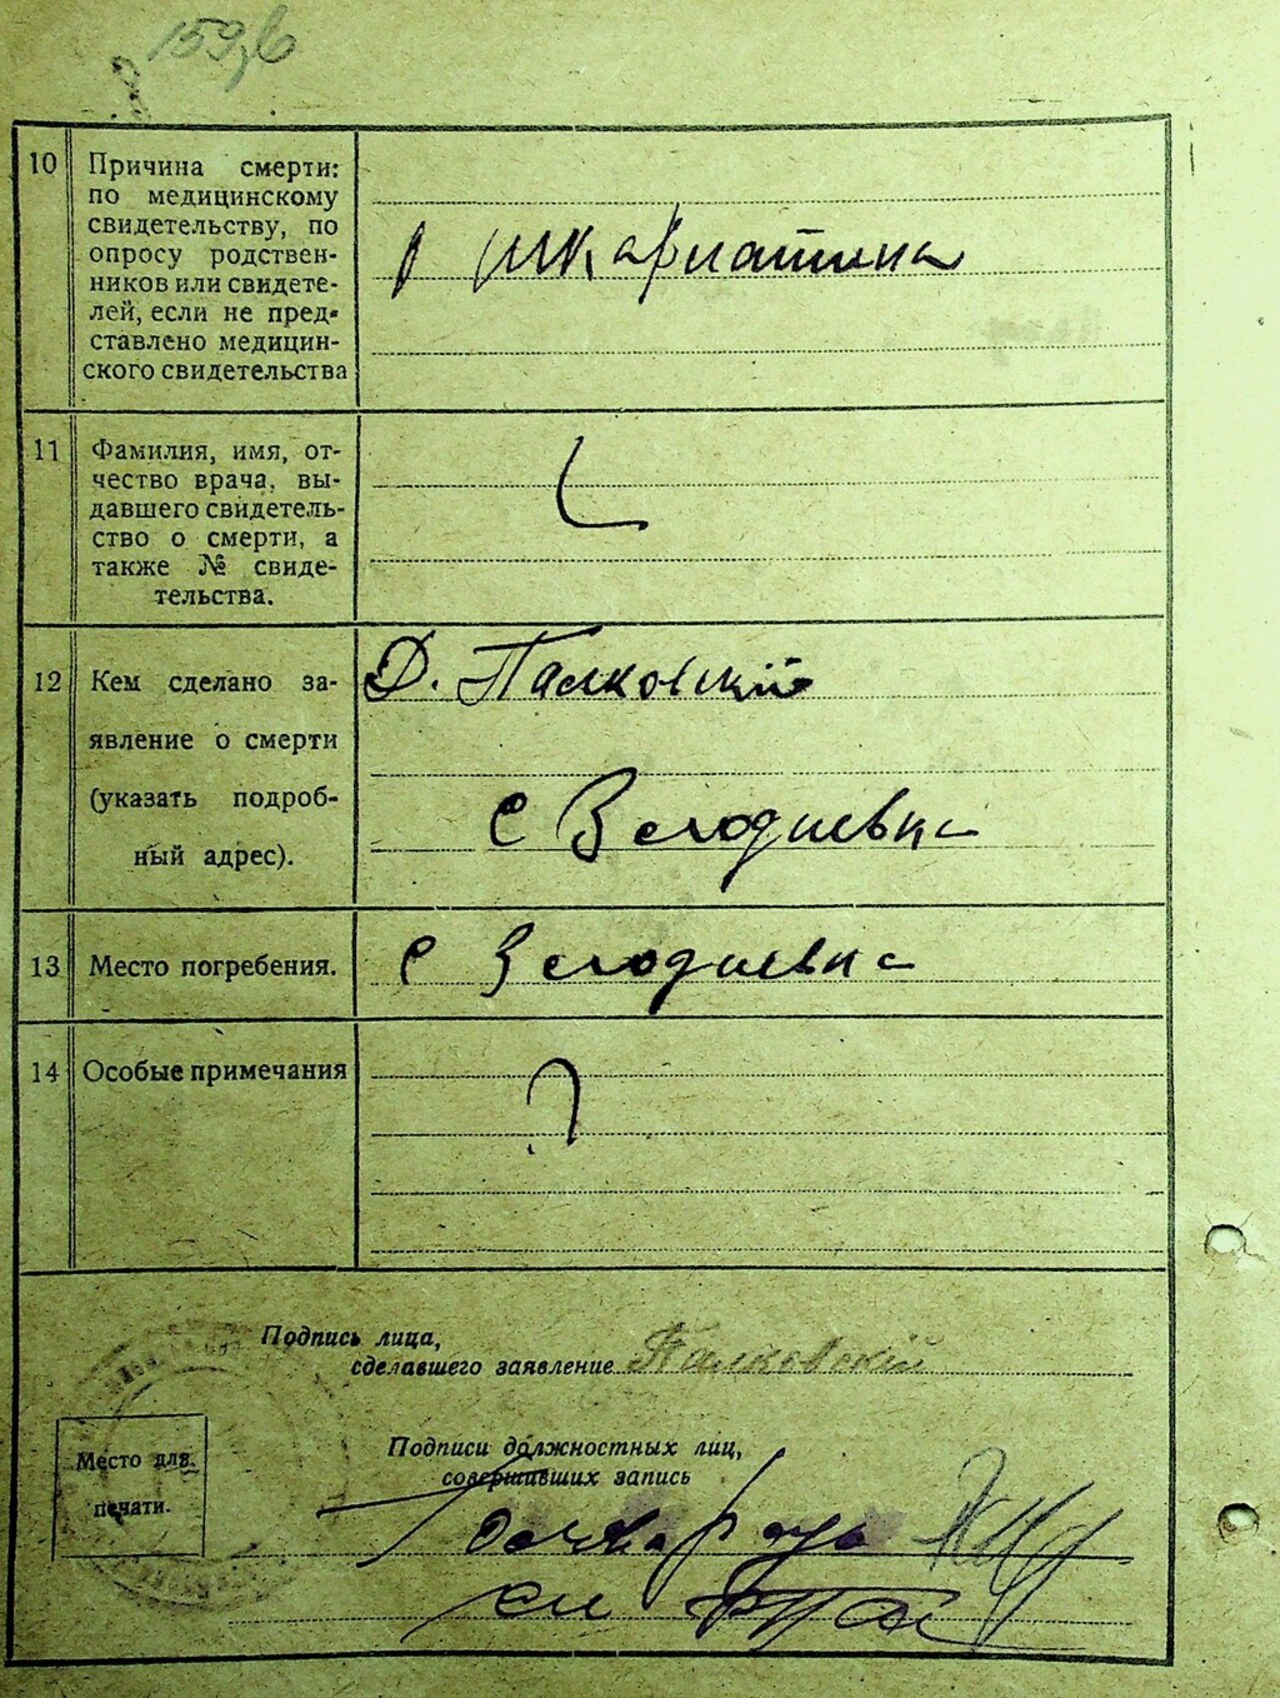 10
Причина смерти:
по медицинскому
свидетельству, по
опросу родствен-
ников или свидете-
лей, если не пред-
ставлено медицин-
ского свидетельства
шкарлатина
11
Фамилия, имя, от-
чество врача, вы-
давшего свидетель-
ство о смерти, а
также № свиде-
тельства.
12
Кем сделано за-
явление о смерти
(указать подроб-
ный адрес).
Д. Палковский
с
13
Место погребения.
с
14
Особые примечания
Подпись лица,
сделавшего заявление Палковскій
Место для
печати.
Подписи должностных лиц,
совершивших запись